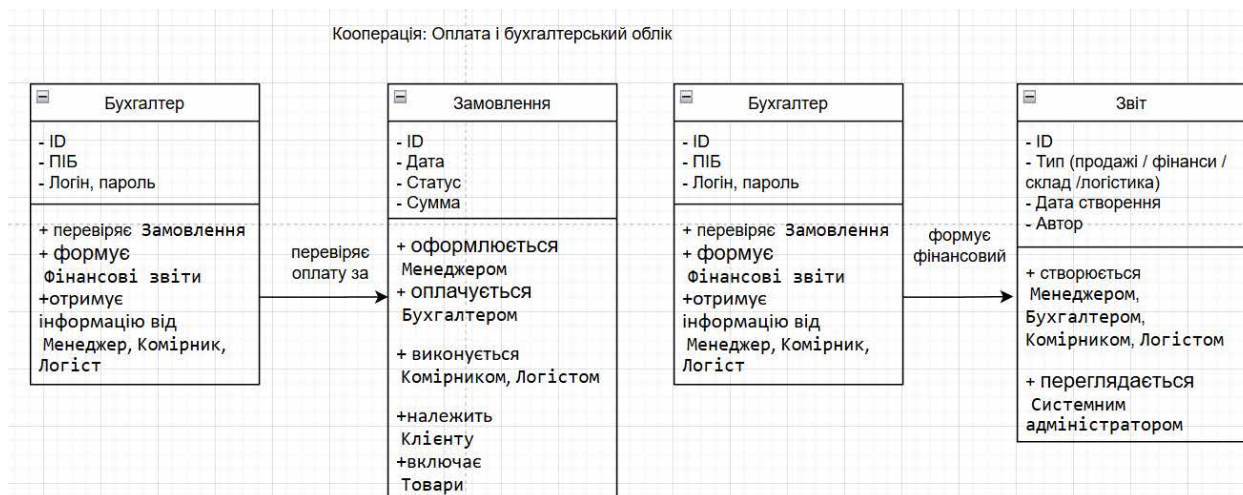 Кооперація: Оплата і бухгалтерський облік
Бухгалтер
- ID
- ПІБ
- Логін, пароль
+ перевіряє Замовлення
+ формує
Фінансові звіти
+отримує
інформацію від
Менеджер, Комірник,
Логіст
перевіряє
оплату за
Замовлення
- ID
- Дата
- Статус
- Сумма
+ оформлюється
Менеджером
+ оплачується
Бухгалтером
+ виконується
Комірником, Логістом
+належить
Клієнту
+включає
Товари
Бухгалтер
- ID
- ПІБ
- Логін, пароль
+ перевіряє Замовлення
+ формує
Фінансові звіти
+отримує
інформацію від
Менеджер, Комірник,
Логіст
формує
фінансовий
Звіт
- ID
- Тип (продажі / фінанси /
склад /логістика)
- Дата створення
- Автор
+ створюється
Менеджером,
Бухгалтером,
Комірником, Логістом
+ переглядається
Системним
адміністратором